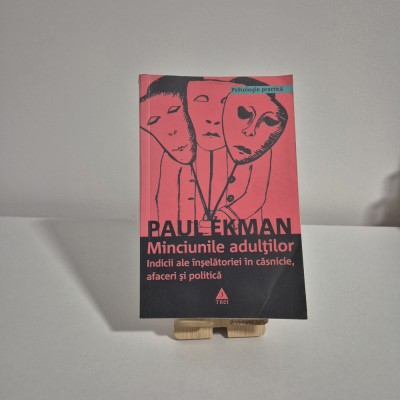 Psihologie practică
PAUL EKMAN
Minciunile adulților
Indicii ale înșelătoriei în căsnicie,
afaceri și politică
TREI